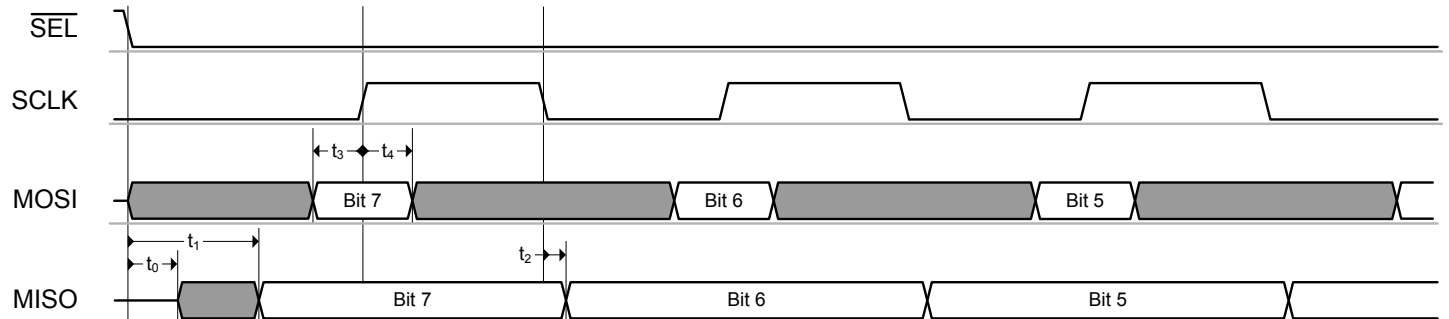 SEL
SCLK
t₃ t₄
MOSI Bit 7 Bit 6 Bit 5
t₁
t₀ t₂
MISO Bit 7 Bit 6 Bit 5